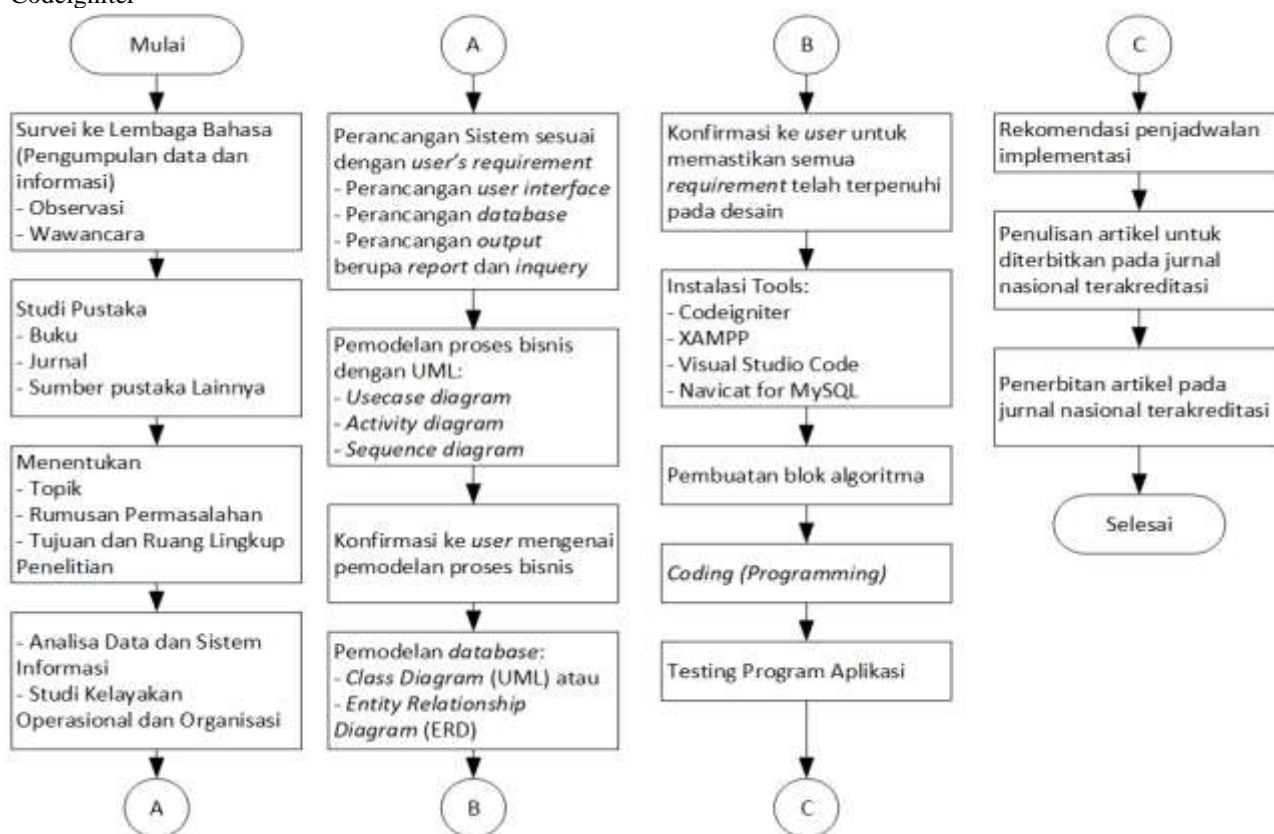 Codeigniter
Mulai
Survei ke Lembaga Bahasa
(Pengumpulan data dan
informasi)
- Observasi
- Wawancara
Studi Pustaka
- Buku
- Jurnal
- Sumber pustaka Lainnya
Menentukan
- Topik
- Rumusan Permasalahan
- Tujuan dan Ruang Lingkup
Penelitian
- Analisa Data dan Sistem
Informasi
- Studi Kelayakan
Operasional dan Organisasi
A
A
Perancangan Sistem sesuai
dengan user's requirement
- Perancangan user interface
- Perancangan database
- Perancangan output
berupa report dan inquery
Pemodelan proses bisnis
dengan UML:
- Usecase diagram
- Activity diagram
- Sequence diagram
Konfirmasi ke user mengenai
pemodelan proses bisnis
Pemodelan database:
- Class Diagram (UML) atau
- Entity Relationship
Diagram (ERD)
B
B
Konfirmasi ke user untuk
memastikan semua
requirement telah terpenuhi
pada desain
Instalasi Tools:
- Codeigniter
- XAMPP
- Visual Studio Code
- Navicat for MySQL
Pembuatan blok algoritma
Coding (Programming)
Testing Program Aplikasi
C
C
Rekomendasi penjadwalan
implementasi
Penulisan artikel untuk
diterbitkan pada jurnal
nasional terakreditasi
Penerbitan artikel pada
jurnal nasional terakreditasi
Selesai